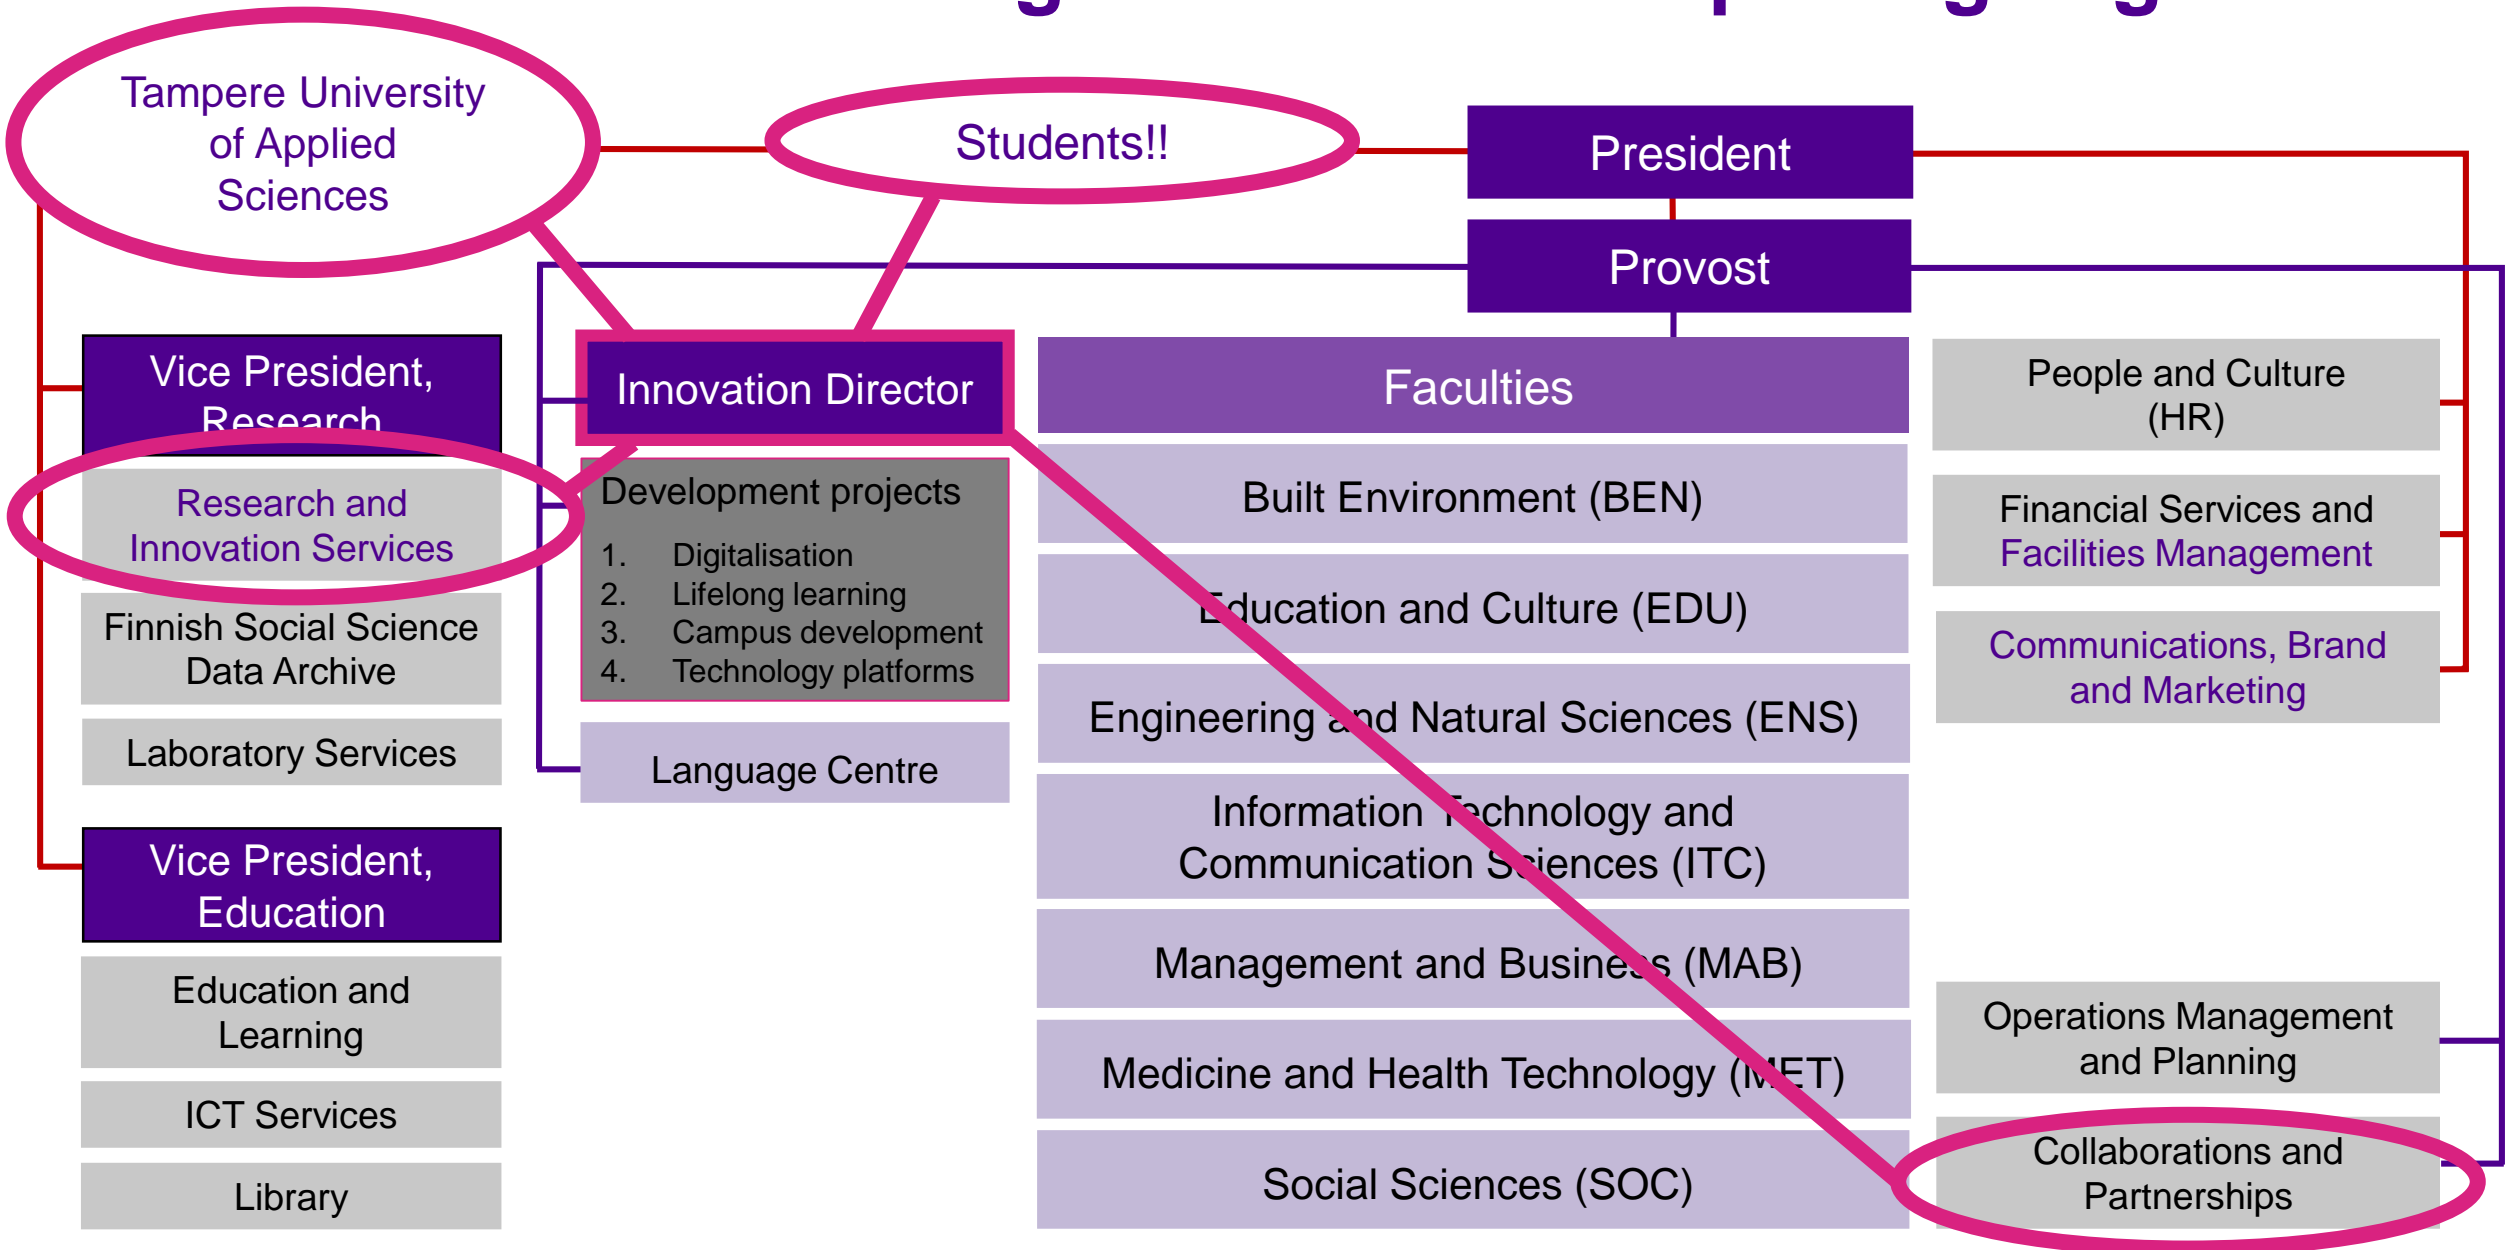 Tampere University
of Applied
Sciences
Students!!
President
Provost
Vice President,
Research
Research and
Innovation Services
Finnish Social Science
Data Archive
Laboratory Services
Vice President,
Education
Education and
Learning
ICT Services
Library
Innovation Director
Development projects
1. Digitalisation
2. Lifelong learning
3. Campus development
4. Technology platforms
Language Centre
Faculties
Built Environment (BEN)
Education and Culture (EDU)
Engineering and Natural Sciences (ENS)
Information Technology and
Communication Sciences (ITC)
Management and Business (MAB)
Medicine and Health Technology (MET)
Social Sciences (SOC)
People and Culture
(HR)
Financial Services and
Facilities Management
Communications, Brand
and Marketing
Operations Management
and Planning
Collaborations and
Partnerships